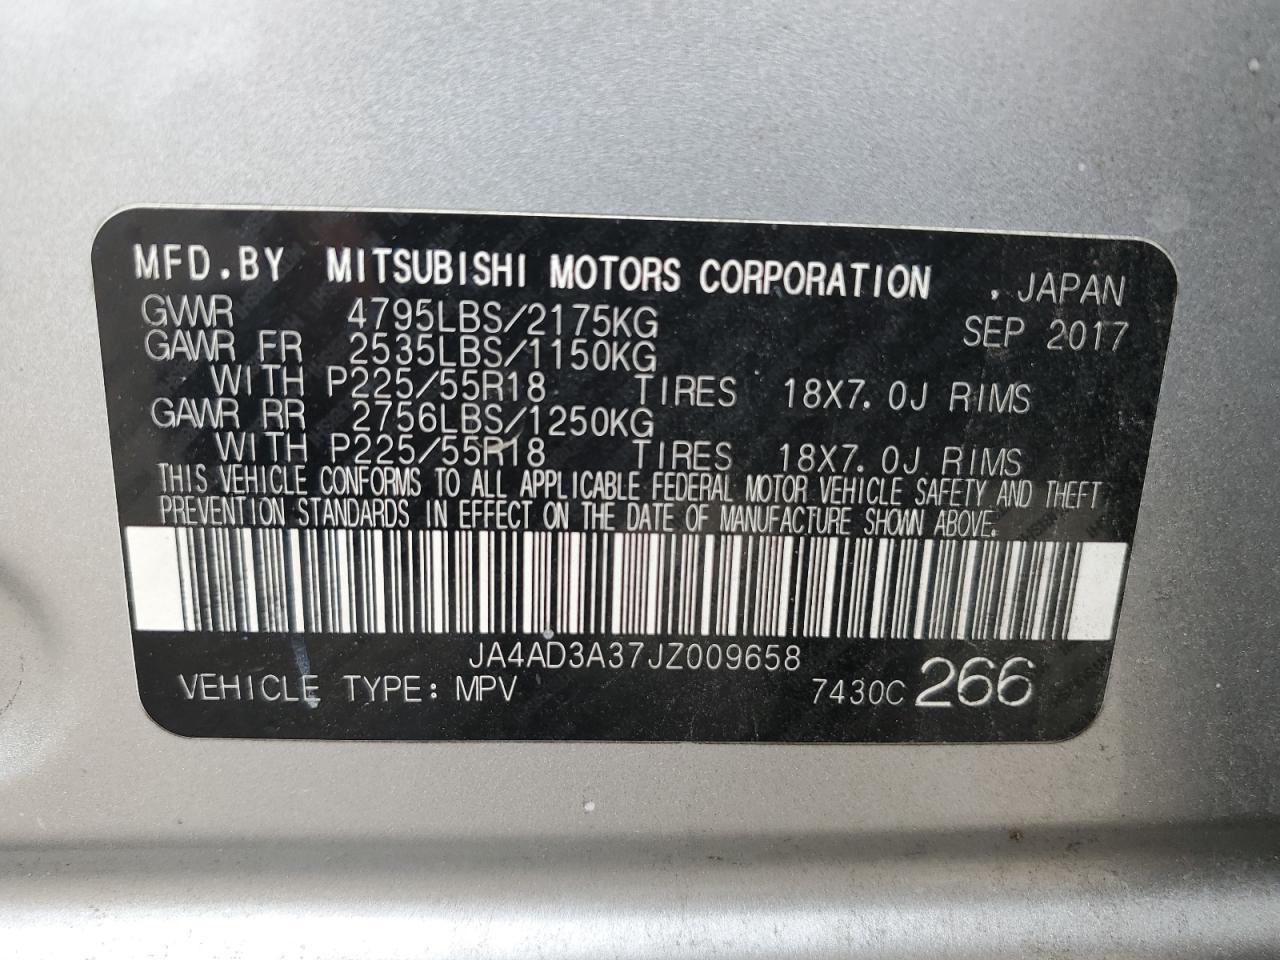 MFD.BY MITSUBISHI MOTORS CORPORATION , JAPAN
GVWR 4795LBS/2175KG SEP 2017
GAWR FR 2535LBS/1150KG
WITH P225/55R18 TIRES 18X7.0J RIMS
GAWR RR 2756LBS/1250KG
WITH P225/55R18 TIRES 18X7.0J RIMS
THIS VEHICLE CONFORMS TO ALL APPLICABLE FEDERAL MOTOR VEHICLE SAFETY AND THEFT
PREVENTION STANDARDS IN EFFECT ON THE DATE OF MANUFACTURE SHOWN ABOVE.
JA4AD3A37JZ009658
VEHICLE TYPE: MPV 7430C 266